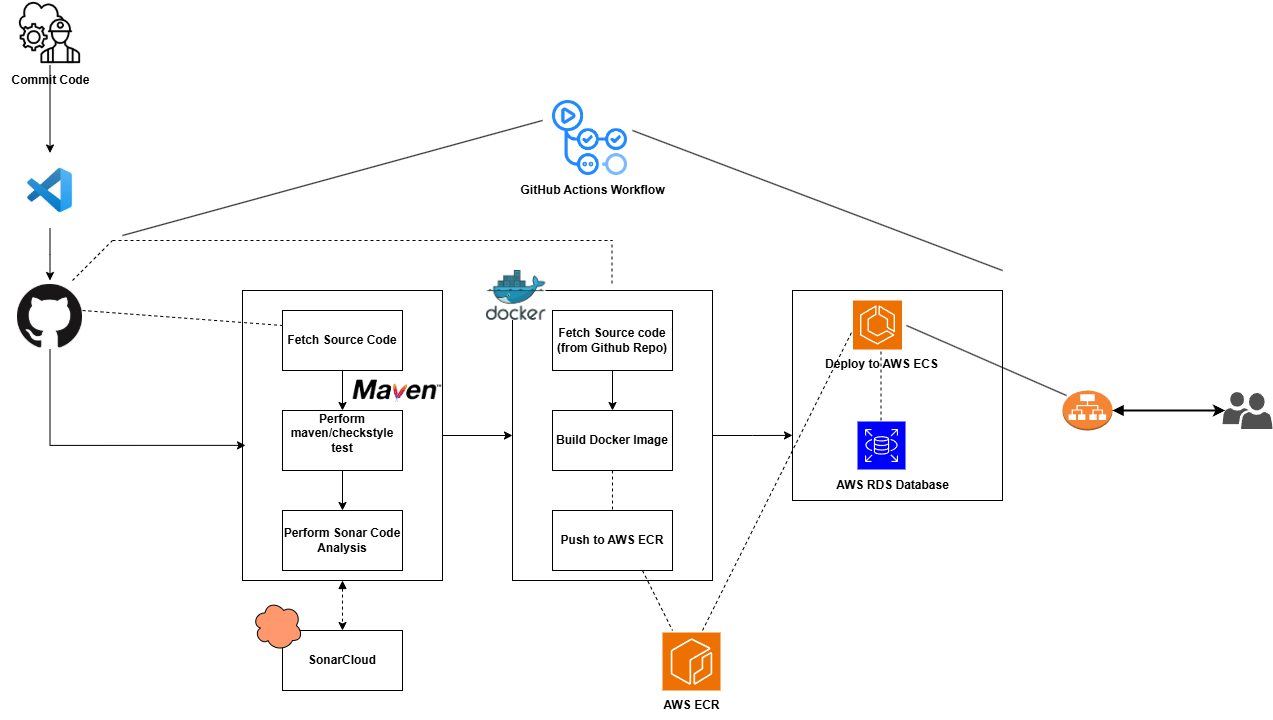 Commit Code
GitHub Actions Workflow
docker
Fetch Source Code
Maven™
Perform
maven/checkstyle
test
Perform Sonar Code
Analysis
SonarCloud
Fetch Source code
(from Github Repo)
Build Docker Image
Push to AWS ECR
AWS ECR
Deploy to AWS ECS
AWS RDS Database